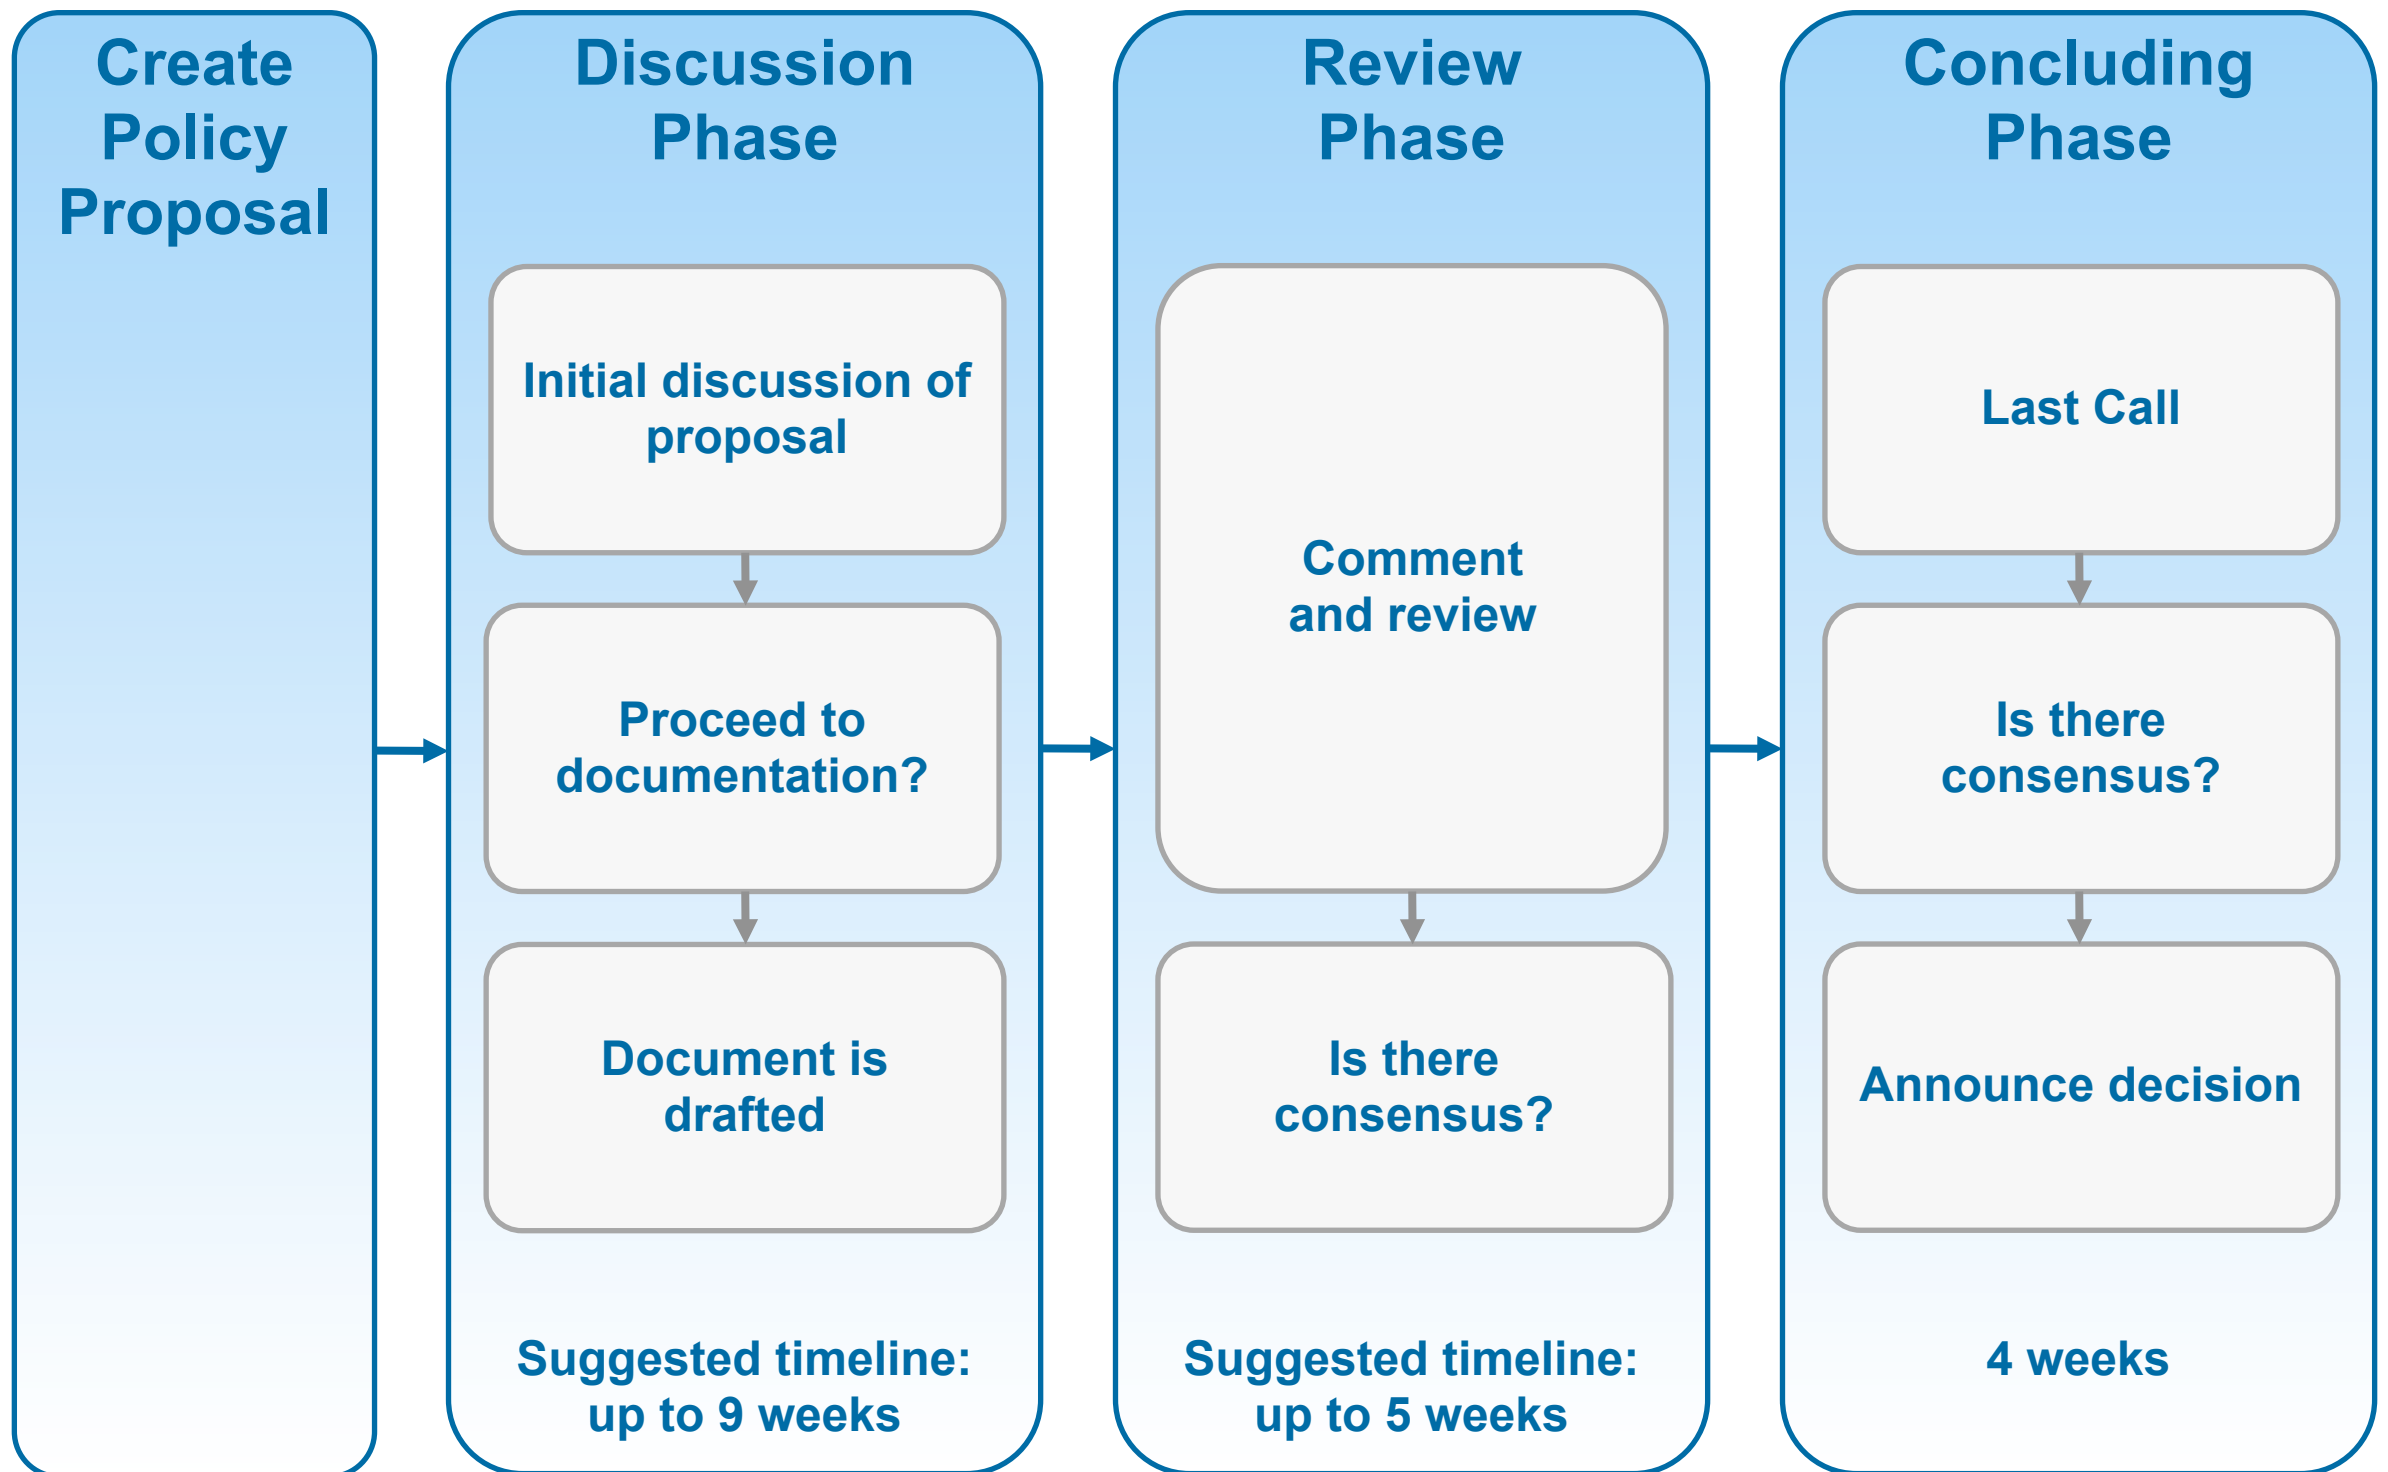 Create
Policy
Proposal
Discussion
Phase
Initial discussion of
proposal
Proceed to
documentation?
Document is
drafted
Suggested timeline:
up to 9 weeks
Review
Phase
Comment
and review
Is there
consensus?
Suggested timeline:
up to 5 weeks
Concluding
Phase
Last Call
Is there
consensus?
Announce decision
4 weeks